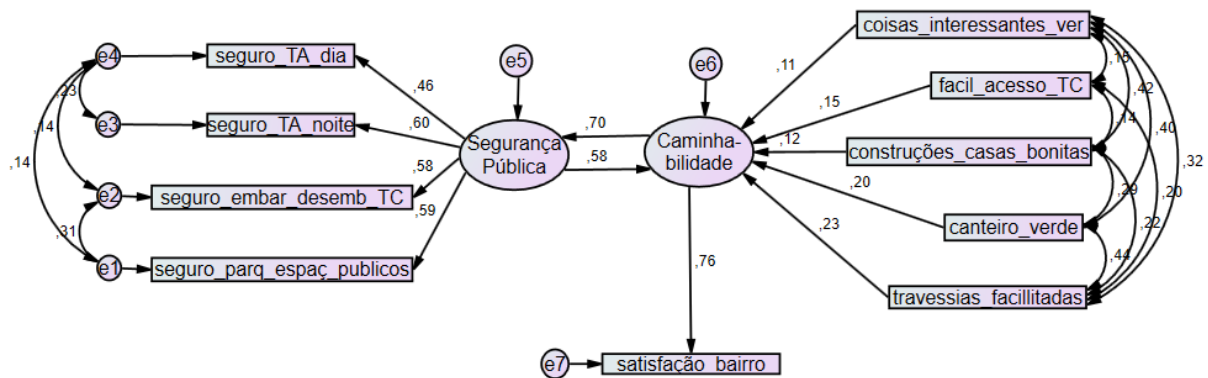 coisas_interessantes_ver
e4
seguro_TA_dia
e5
e6
,15
,11
facil_acesso_TC
,42
,46
,23
,15
,14
,40
e3
seguro_TA_noite
,60
,70
,14
Segurança
Pública
Caminha-
bilidade
,12
construções_casas_bonitas
,32
,14
,58
,58
,20
,29
,20
e2
seguro_embar_desemb_TC
,59
,22
canteiro_verde
,31
,23
,44
e1
seguro_parq_espaç_publicos
,76
travessias_facillitadas
e7
satisfação_bairro